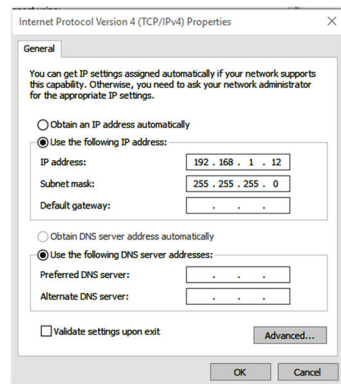 Internet Protocol Version 4 (TCP/IPv4) Properties
General
You can get IP settings assigned automatically if your network supports
this capability. Otherwise, you need to ask your network administrator
for the appropriate IP settings.
Obtain an IP address automatically
Use the following IP address:
IP address: 192 . 168 . 1 . 12
Subnet mask: 255 . 255 . 255 . 0
Default gateway: . . .
Obtain DNS server address automatically
Use the following DNS server addresses:
Preferred DNS server: . . .
Alternate DNS server: . . .
Validate settings upon exit
Advanced...
OK Cancel